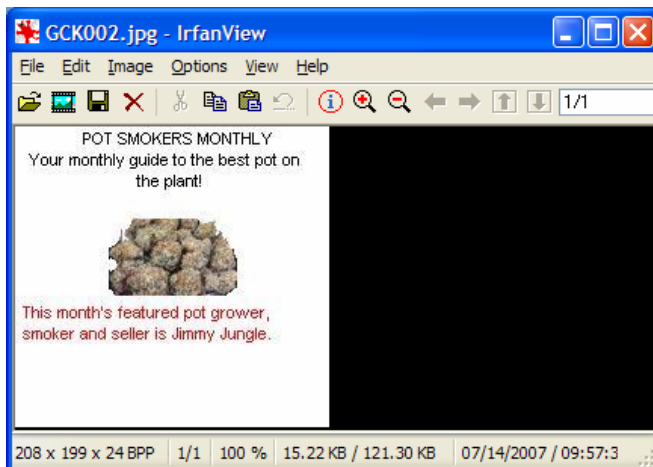 GCK002.jpg - IrfanView
File Edit Image Options View Help
1/1
POT SMOKERS MONTHLY
Your monthly guide to the best pot on
the plant!
This month's featured pot grower,
smoker and seller is Jimmy Jungle.
208 x 199 x 24 BPP 1/1 100 % 15.22 KB / 121.30 KB 07/14/2007 / 09:57:3